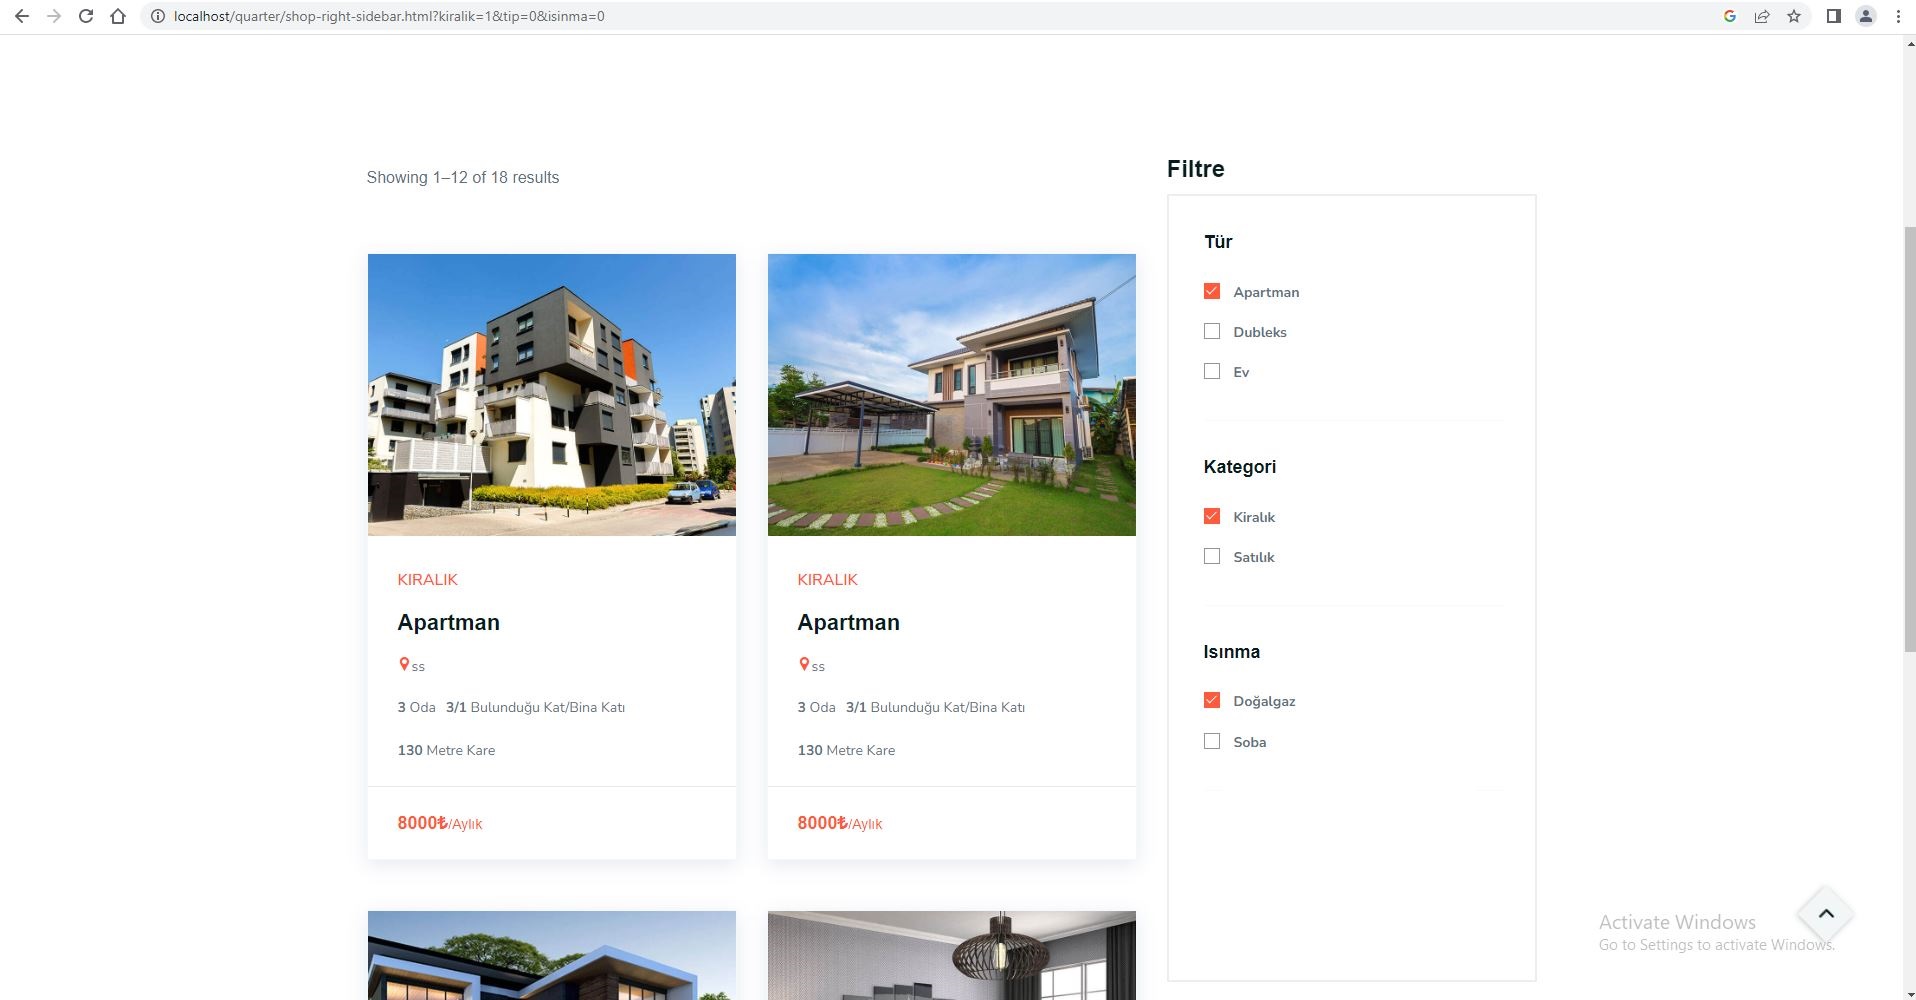 localhost/quarter/shop-right-sidebar.html?kiralik=1&tip=0&isinma=0
Showing 1–12 of 18 results
KIRALIK
Apartman
ss
3 Oda 3/1 Bulunduğu Kat/Bina Katı
130 Metre Kare
8000₺/Aylık
KIRALIK
Apartman
ss
3 Oda 3/1 Bulunduğu Kat/Bina Katı
130 Metre Kare
8000₺/Aylık
Filtre
Tür
Apartman
Dubleks
Ev
Kategori
Kiralık
Satılık
Isınma
Doğalgaz
Soba
Activate Windows
Go to Settings to activate Windows.